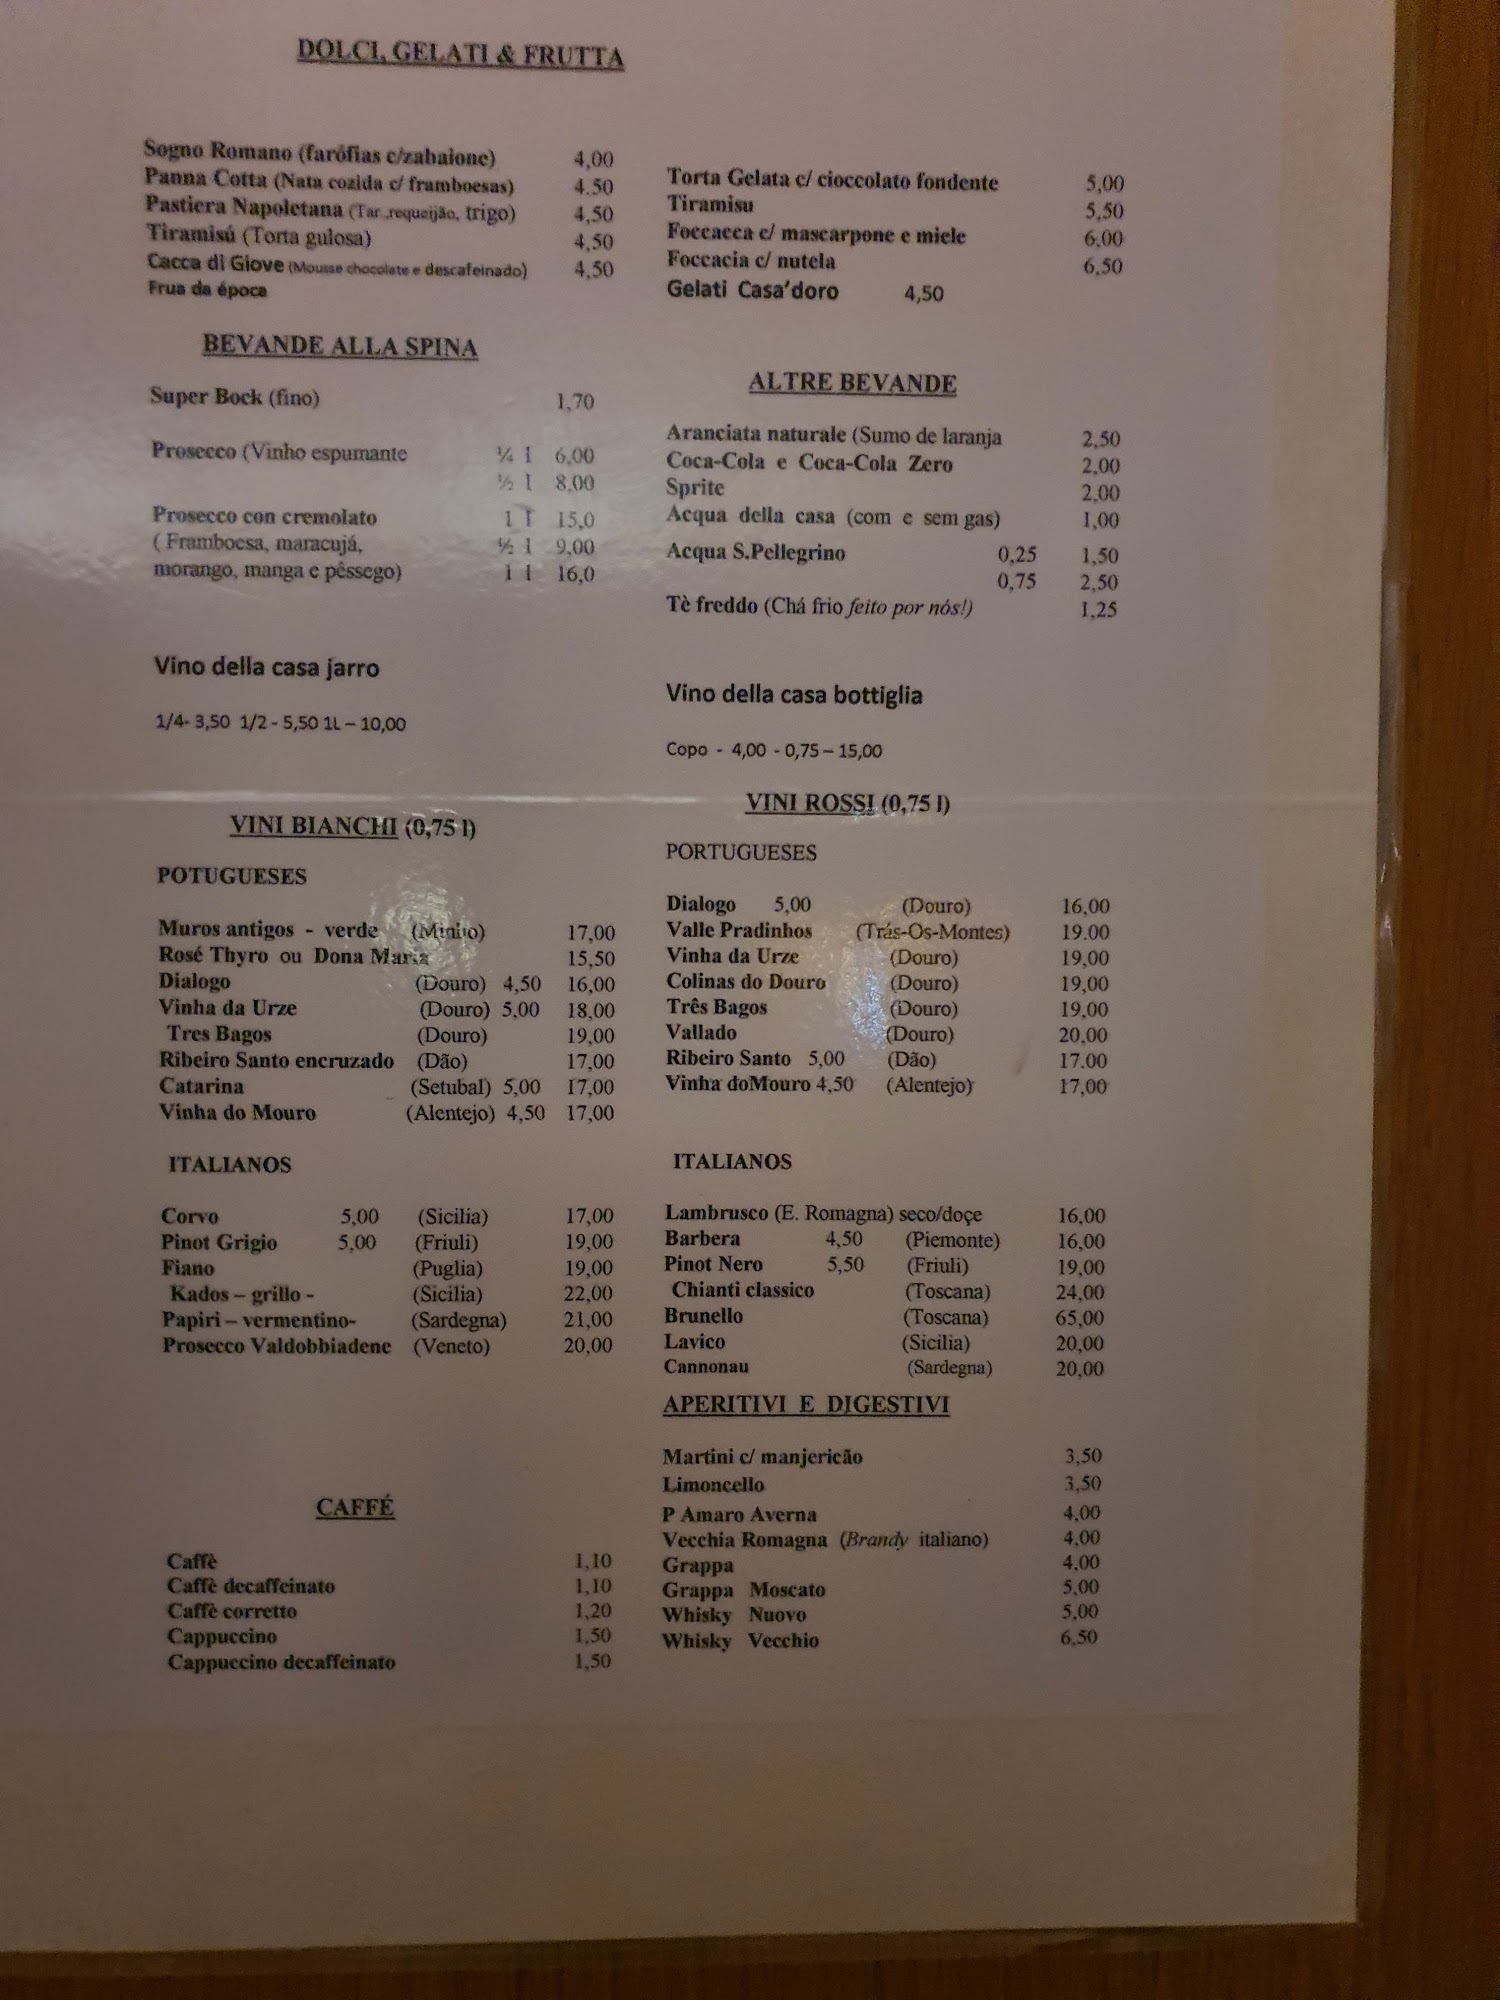 DOLCI, GELATI & FRUTTA
Sogno Romano (farófias c/zabaione) 4,00
Panna Cotta (Nata cozida c/ framboesas) 4.50
Pastiera Napoletana (Tar.,requeijão, trigo) 4,50
Tiramisú (Torta gulosa) 4,50
Cacca di Giove (Mousse chocolate e descafeinado) 4,50
Frua da época
Torta Gelata c/ cioccolato fondente 5,00
Tiramisu 5,50
Foccacca c/ mascarpone e miele 6,00
Foccacia c/ nutela 6,50
Gelati Casa'doro 4,50
BEVANDE ALLA SPINA
Super Bock (fino) 1,70
Prosecco (Vinho espumante ¼ l 6,00
½ l 8,00
Prosecco con cremolato 1 l 15,0
( Framboesa, maracujá, ½ l 9,00
morango, manga e pêssego) 1 l 16,0
ALTRE BEVANDE
Aranciata naturale (Sumo de laranja 2,50
Coca-Cola e Coca-Cola Zero 2,00
Sprite 2,00
Acqua della casa (com e sem gas) 1,00
Acqua S.Pellegrino 0,25 1,50
0,75 2,50
Tè freddo (Chá frio feito por nós!) 1,25
Vino della casa jarro
1/4- 3,50 1/2 - 5,50 1L – 10,00
Vino della casa bottiglia
Copo - 4,00 - 0,75 – 15,00
VINI BIANCHI (0,75 l)
POTUGUESES
Muros antigos - verde (Minho) 17,00
Rosé Thyro ou Dona Maria 15,50
Dialogo (Douro) 4,50 16,00
Vinha da Urze (Douro) 5,00 18,00
Tres Bagos (Douro) 19,00
Ribeiro Santo encruzado (Dão) 17,00
Catarina (Setubal) 5,00 17,00
Vinha do Mouro (Alentejo) 4,50 17,00
ITALIANOS
Corvo 5,00 (Sicilia) 17,00
Pinot Grigio 5,00 (Friuli) 19,00
Fiano (Puglia) 19,00
Kados – grillo - (Sicilia) 22,00
Papiri – vermentino- (Sardegna) 21,00
Prosecco Valdobbiadene (Veneto) 20,00
VINI ROSSI (0,75 l)
PORTUGUESES
Dialogo 5,00 (Douro) 16,00
Valle Pradinhos (Trás-Os-Montes) 19.00
Vinha da Urze (Douro) 19,00
Colinas do Douro (Douro) 19,00
Três Bagos (Douro) 19,00
Vallado (Douro) 20,00
Ribeiro Santo 5,00 (Dão) 17.00
Vinha doMouro 4,50 (Alentejo) 17,00
ITALIANOS
Lambrusco (E. Romagna) seco/doçe 16,00
Barbera 4,50 (Piemonte) 16,00
Pinot Nero 5,50 (Friuli) 19,00
Chianti classico (Toscana) 24,00
Brunello (Toscana) 65,00
Lavico (Sicilia) 20,00
Cannonau (Sardegna) 20,00
CAFFÉ
Caffè 1,10
Caffè decaffeinato 1,10
Caffè corretto 1,20
Cappuccino 1,50
Cappuccino decaffeinato 1,50
APERITIVI E DIGESTIVI
Martini c/ manjericão 3,50
Limoncello 3,50
P Amaro Averna 4,00
Vecchia Romagna (Brandy italiano) 4,00
Grappa 4,00
Grappa Moscato 5,00
Whisky Nuovo 5,00
Whisky Vecchio 6,50